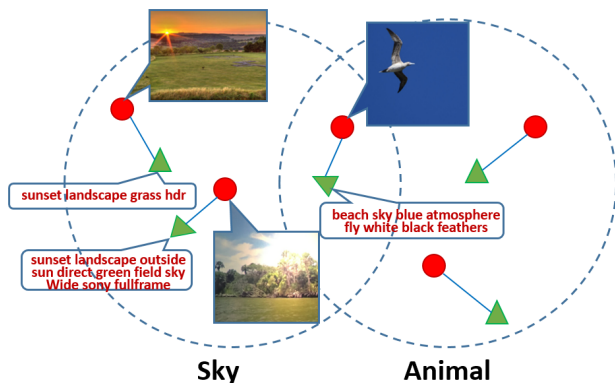 sunset landscape grass hdr
beach sky blue atmosphere
fly white black feathers
sunset landscape outside
sun direct green field sky
Wide sony fullframe
Sky
Animal